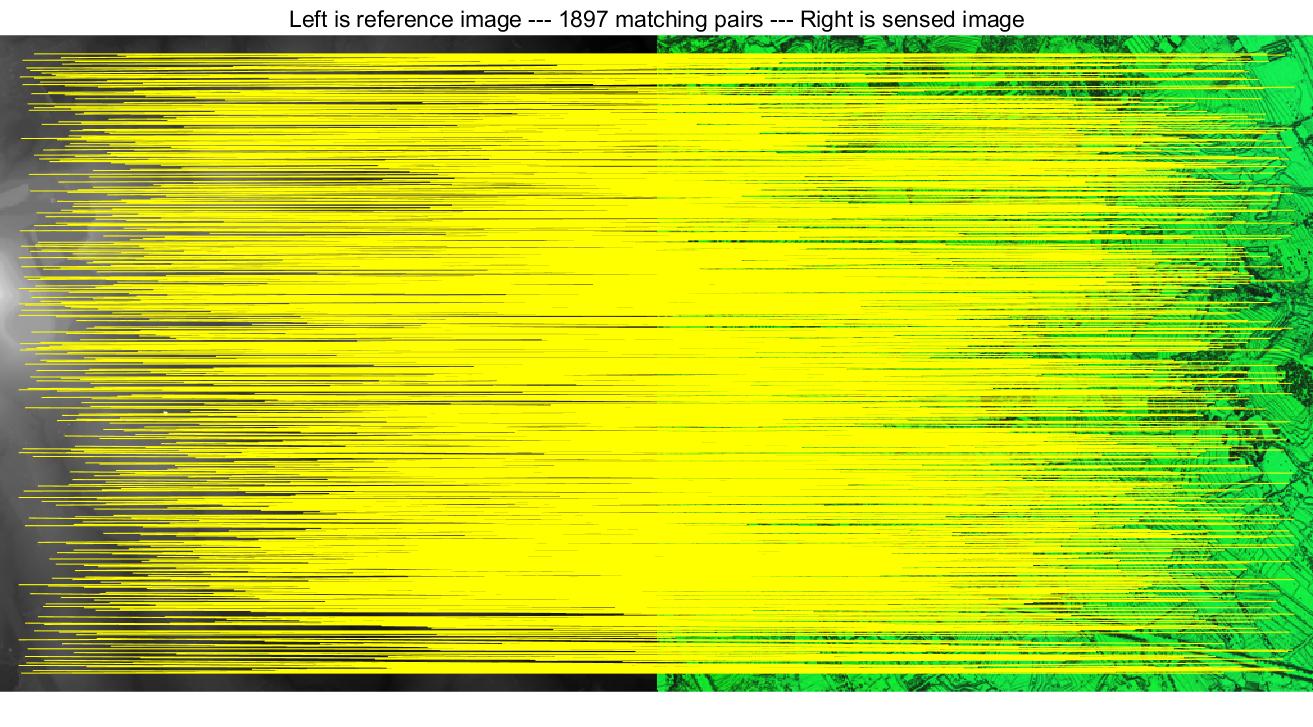 Left is reference image --- 1897 matching pairs --- Right is sensed image